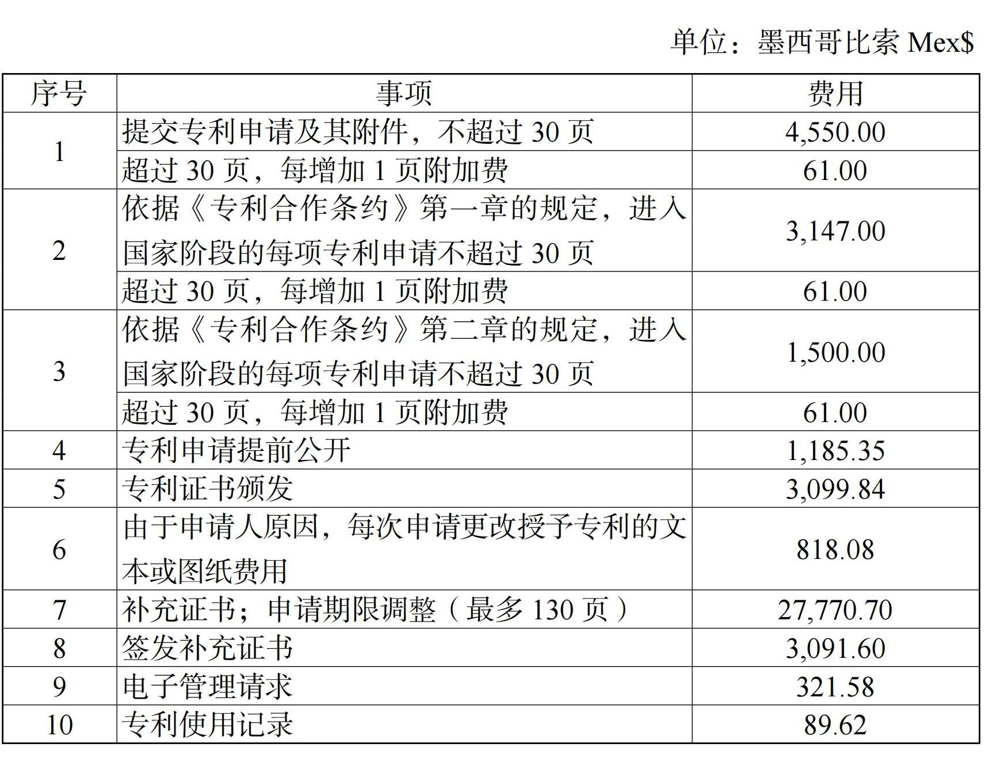 单位：墨西哥比索 Mex$
序号 事项 费用
1 提交专利申请及其附件，不超过 30 页 4,550.00
超过 30 页，每增加 1 页附加费 61.00
2 依据《专利合作条约》第一章的规定，进入
国家阶段的每项专利申请不超过 30 页 3,147.00
超过 30 页，每增加 1 页附加费 61.00
3 依据《专利合作条约》第二章的规定，进入
国家阶段的每项专利申请不超过 30 页 1,500.00
超过 30 页，每增加 1 页附加费 61.00
4 专利申请提前公开 1,185.35
5 专利证书颁发 3,099.84
6 由于申请人原因，每次申请更改授予专利的文
本或图纸费用 818.08
7 补充证书；申请期限调整（最多 130 页） 27,770.70
8 签发补充证书 3,091.60
9 电子管理请求 321.58
10 专利使用记录 89.62